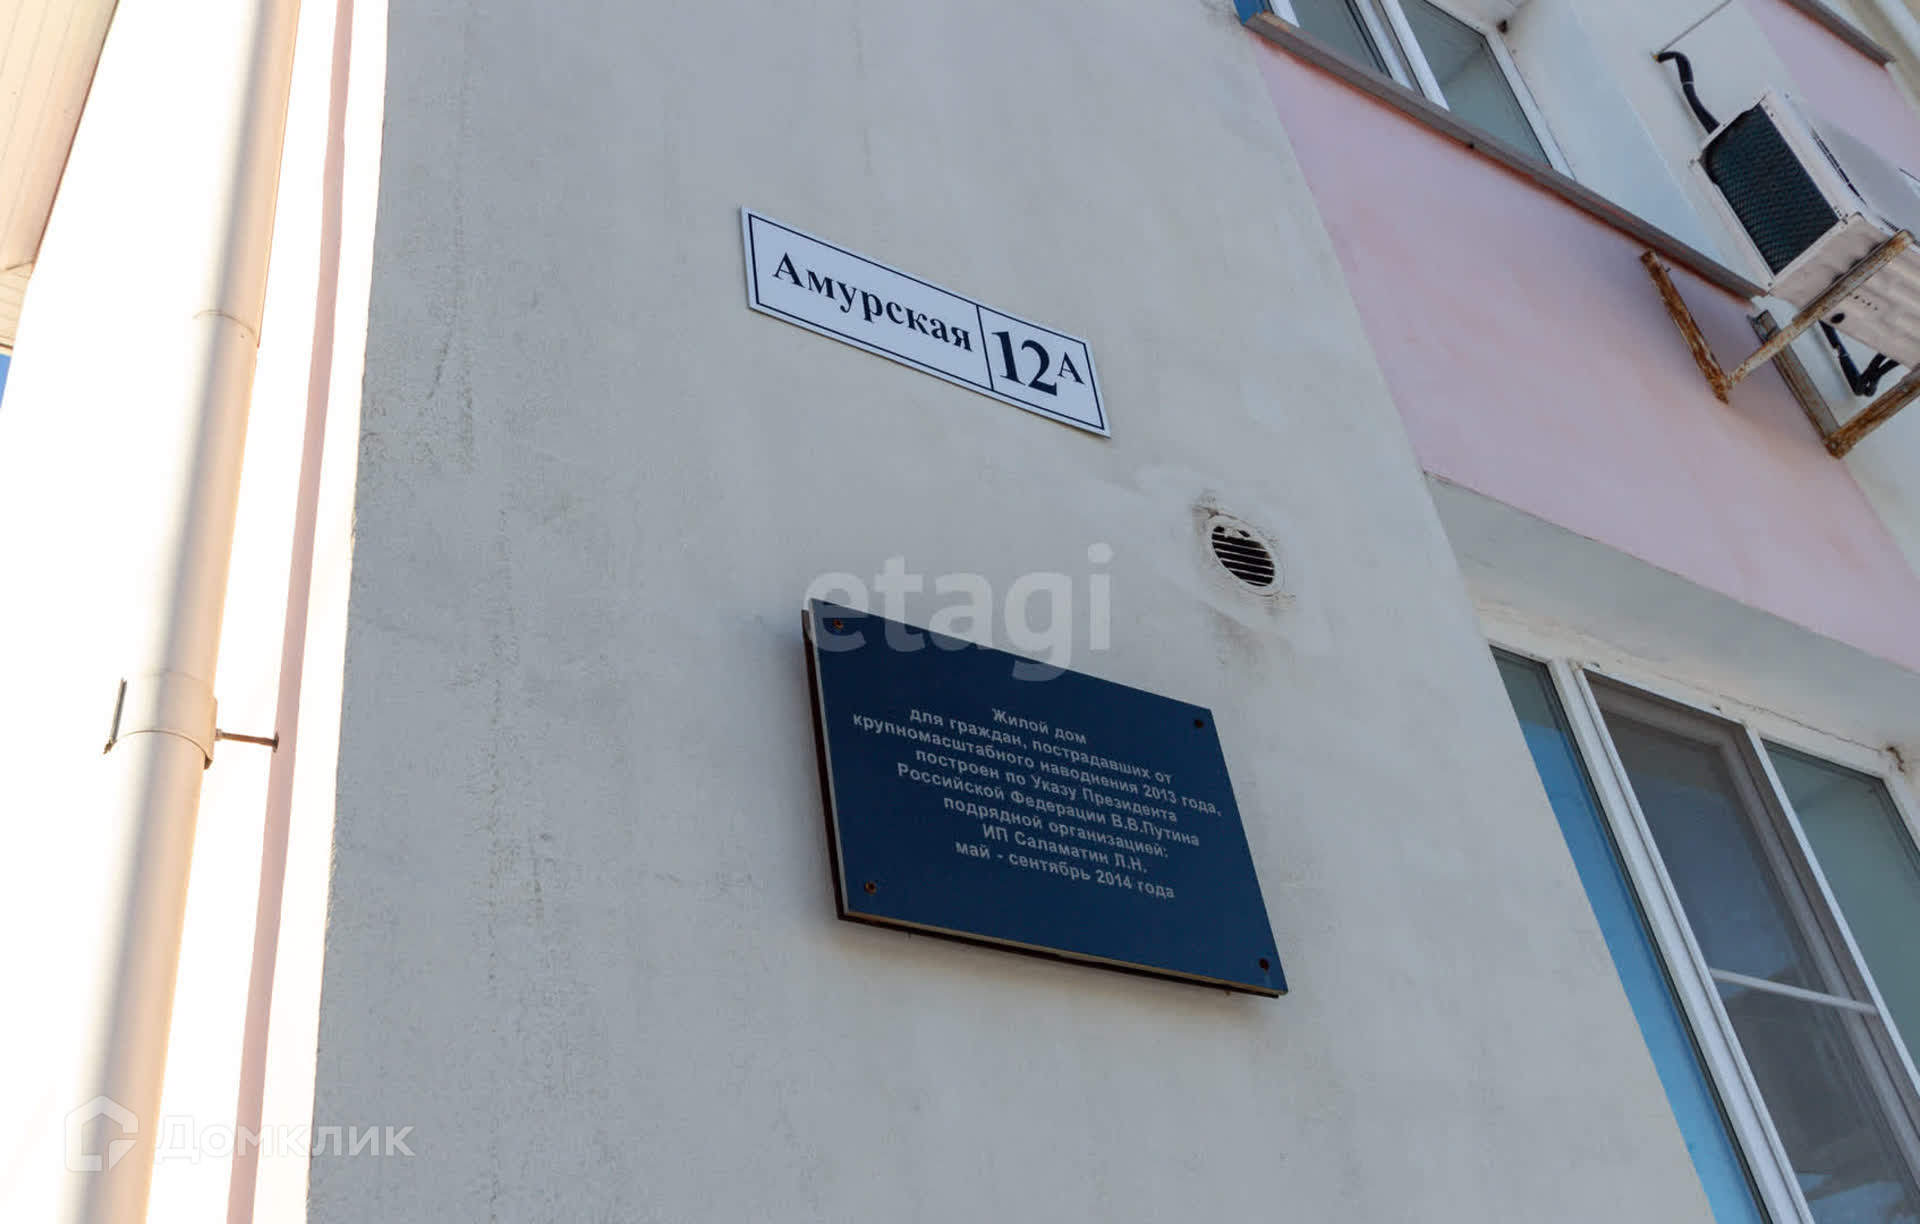 Амурская 12А
etagi
Жилой дом
для граждан, пострадавших от
крупномасштабного наводнения 2013 года,
построен по Указу Президента
Российской Федерации В.В.Путина
подрядной организацией:
ИП Саламатин Л.Н.
май - сентябрь 2014 года
Домклик